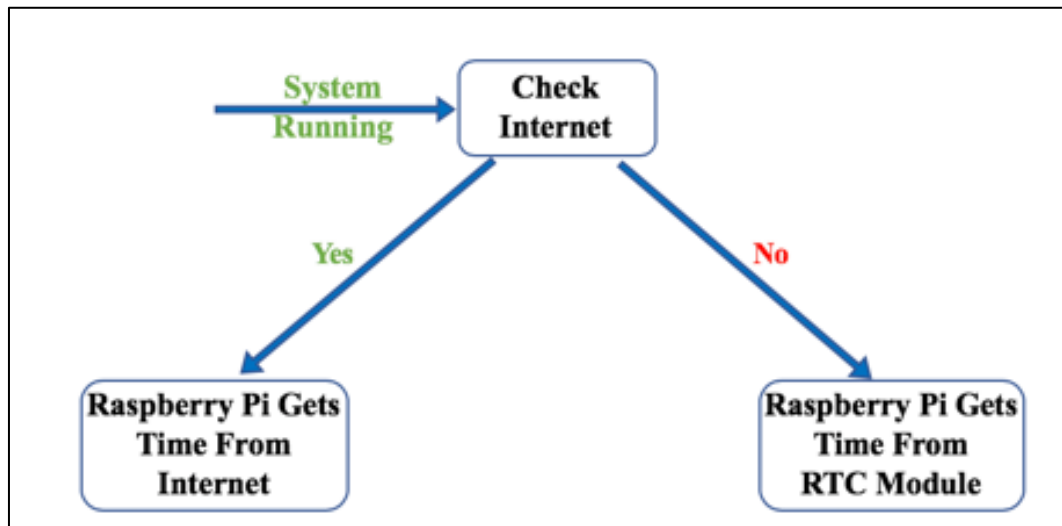 System
Running
Check
Internet
Yes
No
Raspberry Pi Gets
Time From
Internet
Raspberry Pi Gets
Time From
RTC Module